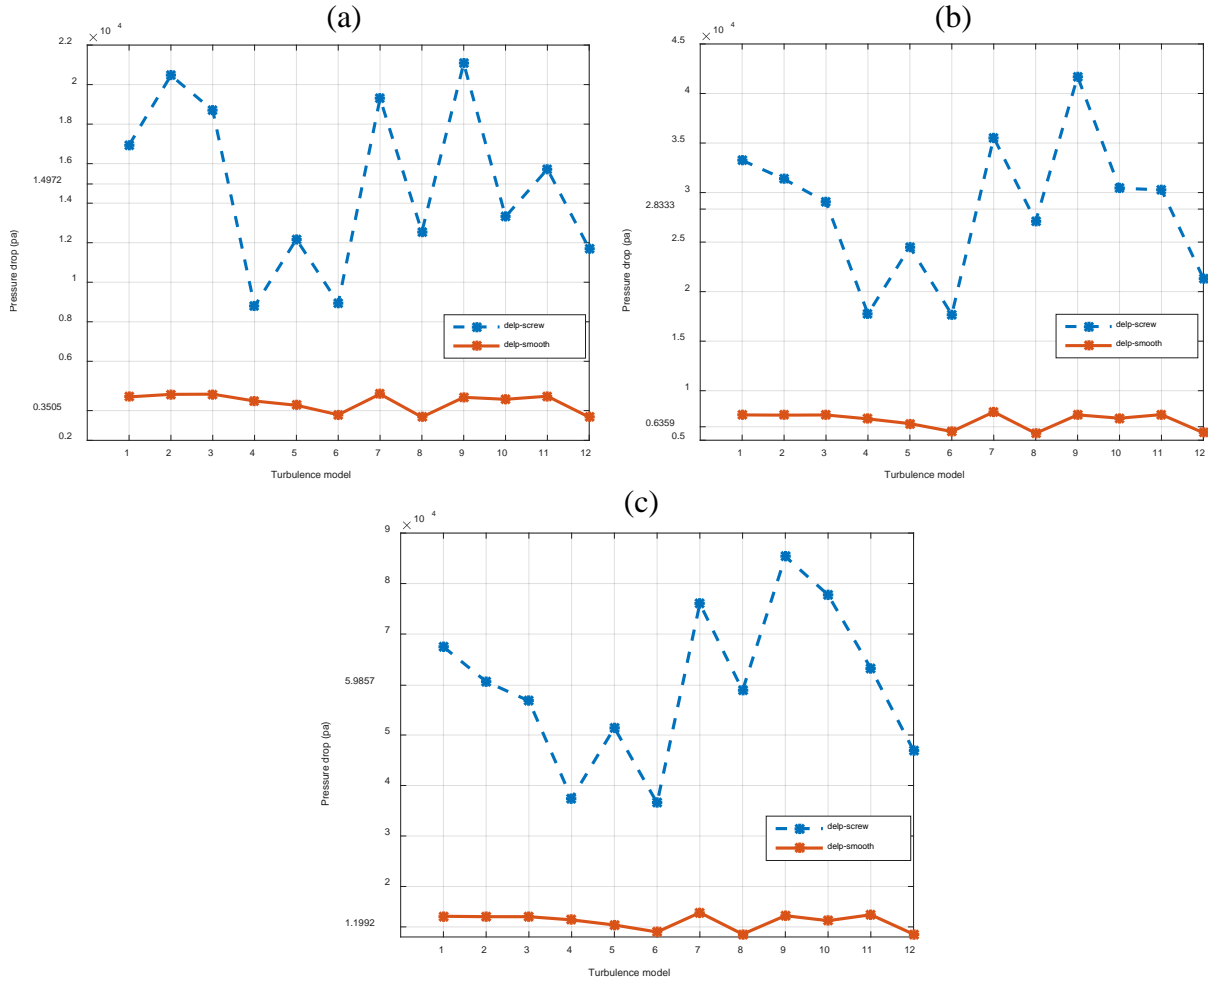 (a)
× 10 4
2.2
2
1.8
1.6
1.4972
1.4
1.2
1
0.8
0.6
0.3505
0.2
Pressure drop (pa)
delp-screw
delp-smooth
1 2 3 4 5 6 7 8 9 10 11 12
Turbulence model
(b)
× 10 4
4.5
4
3.5
3
2.8333
2.5
2
1.5
1
0.6359
0.5
Pressure drop (pa)
delp-screw
delp-smooth
1 2 3 4 5 6 7 8 9 10 11 12
Turbulence model
(c)
× 10 4
9
8
7
5.9857
5
4
3
2
1.1992
Pressure drop (pa)
delp-screw
delp-smooth
1 2 3 4 5 6 7 8 9 10 11 12
Turbulence model